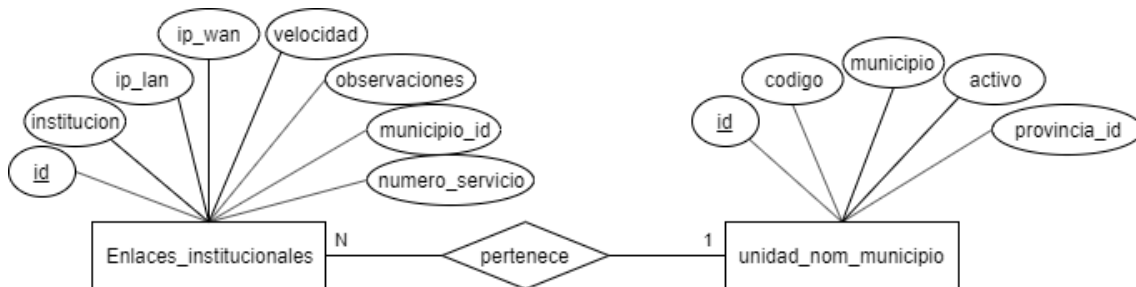 ip_wan
velocidad
ip_lan
observaciones
institucion
municipio_id
id
numero_servicio
Enlaces_institucionales
N
pertenece
1
municipio
codigo
activo
id
provincia_id
unidad_nom_municipio